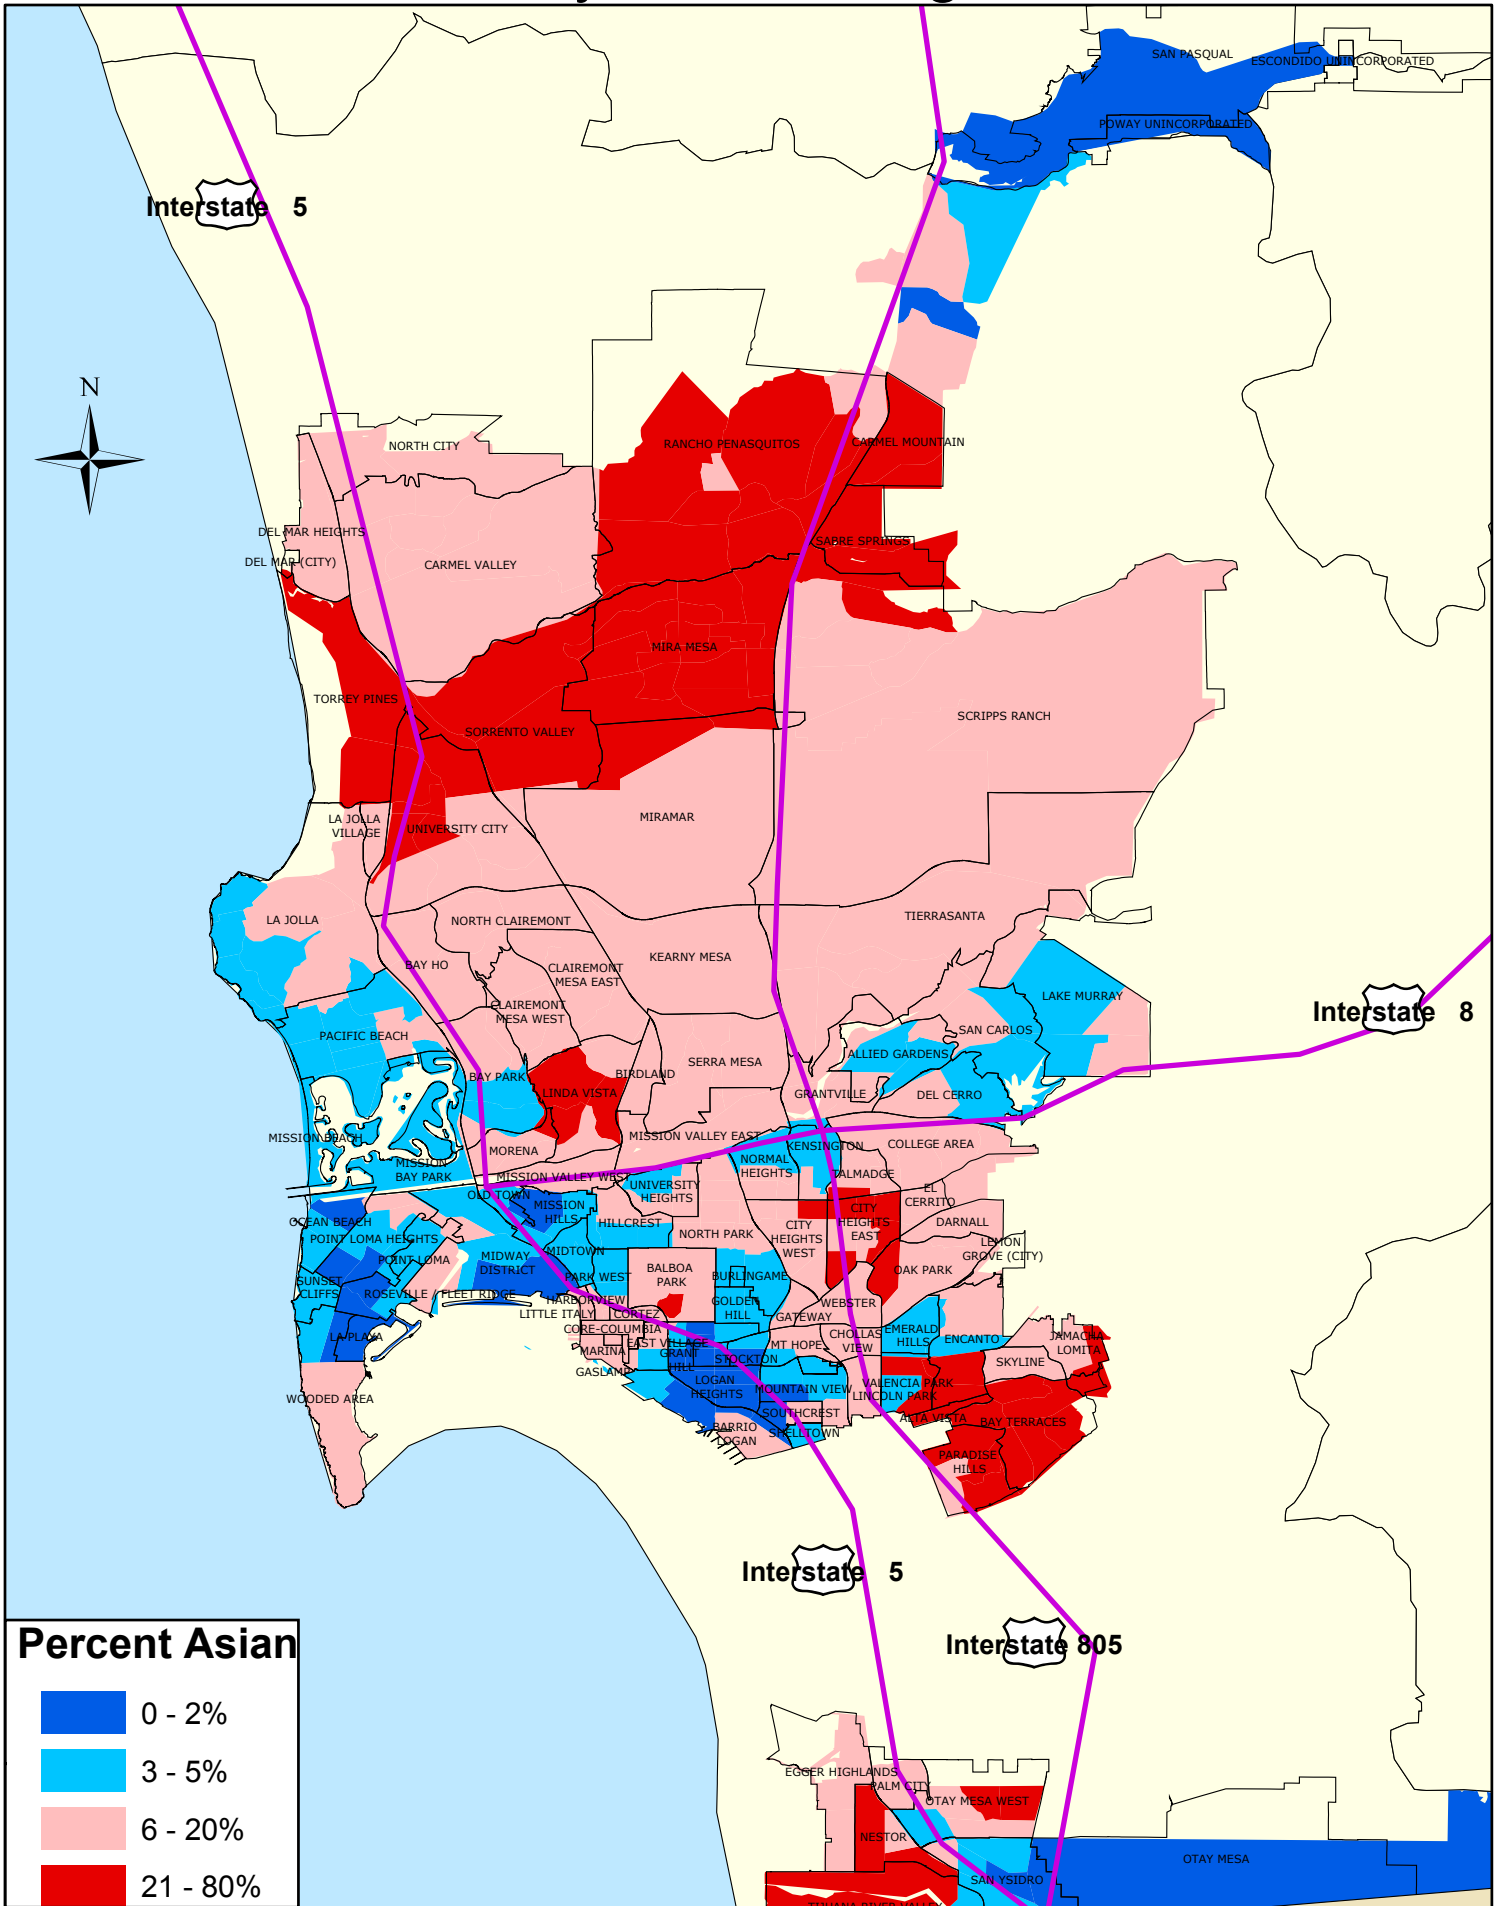 SAN PASQUAL
ESCONDIDO UNINCORPORATED
POWAY UNINCORPORATED
Interstate 5
N
NORTH CITY
RANCHO PENASQUITOS
CARMEL MOUNTAIN
DEL MAR HEIGHTS
DEL MAR (CITY)
CARMEL VALLEY
SABRE SPRINGS
MIRA MESA
TORREY PINES
SORRENTO VALLEY
SCRIPPS RANCH
LA JOLLA
VILLAGE
UNIVERSITY CITY
MIRAMAR
LA JOLLA
NORTH CLAIREMONT
TIERRASANTA
BAY HO
CLAIREMONT
MESA EAST
KEARNY MESA
CLAIREMONT
MESA WEST
LAKE MURRAY
Interstate 8
PACIFIC BEACH
SAN CARLOS
ALLIED GARDENS
BAY PARK
LINDA VISTA
BIRDLAND
SERRA MESA
GRANTVILLE
DEL CERRO
MISSION BEACH
MISSION
BAY PARK
MORENA
MISSION VALLEY EAST
KENSINGTON
COLLEGE AREA
MISSION VALLEY WEST
NORMAL
HEIGHTS
TALMADGE
OLD TOWN
MISSION
HILLS
UNIVERSITY
HEIGHTS
EL
CERRITO
OCEAN BEACH
HILLCREST
NORTH PARK
CITY
HEIGHTS
WEST
CITY
HEIGHTS
EAST
DARNALL
POINT LOMA HEIGHTS
POINT LOMA
MIDWAY
DISTRICT
MIDTOWN
LEMON
GROVE (CITY)
SUNSET
CLIFFS
ROSEVILLE / FLEET RIDGE
PARK WEST
BALBOA
PARK
BURLINGAME
OAK PARK
HARBORVIEW
LITTLE ITALY
CORTEZ
GOLDEN
HILL
GATEWAY
WEBSTER
LA PLAYA
CORE-COLUMBIA
EAST VILLAGE
MARINA
GASLAMP
GRANT
HILL
STOCKTON
MT HOPE
CHOLLAS
VIEW
EMERALD
HILLS
ENCANTO
JAMACHA
LOMITA
SKYLINE
WOODED AREA
LOGAN
HEIGHTS
MOUNTAIN VIEW
VALENCIA PARK
LINCOLN PARK
SOUTHCREST
ALTA VISTA
BAY TERRACES
BARRIO
LOGAN
SHELLTOWN
PARADISE
HILLS
Interstate 5
Interstate 805
Percent Asian
0 - 2%
3 - 5%
6 - 20%
21 - 80%
EGGER HIGHLANDS
PALM CITY
OTAY MESA WEST
NESTOR
SAN YSIDRO
OTAY MESA
TIJUANA RIVER VALLEY